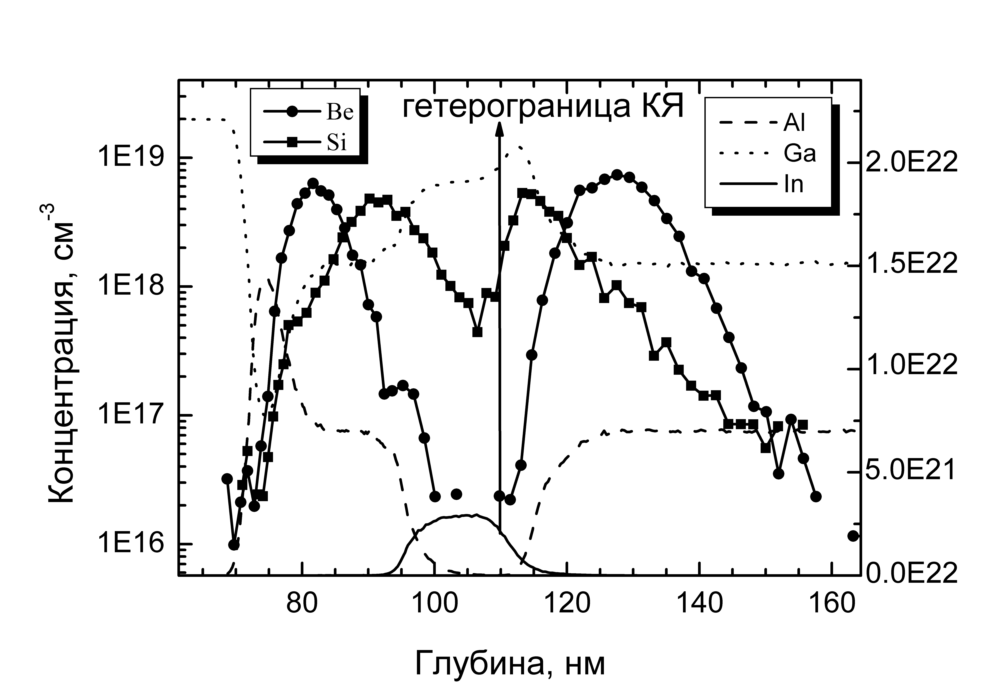 Be
Si
гетерограница КЯ
Al
Ga
In
Концентрация, см-3
1E19
1E18
1E17
1E16
2.0E22
1.5E22
1.0E22
5.0E21
0.0E22
80 100 120 140 160
Глубина, нм